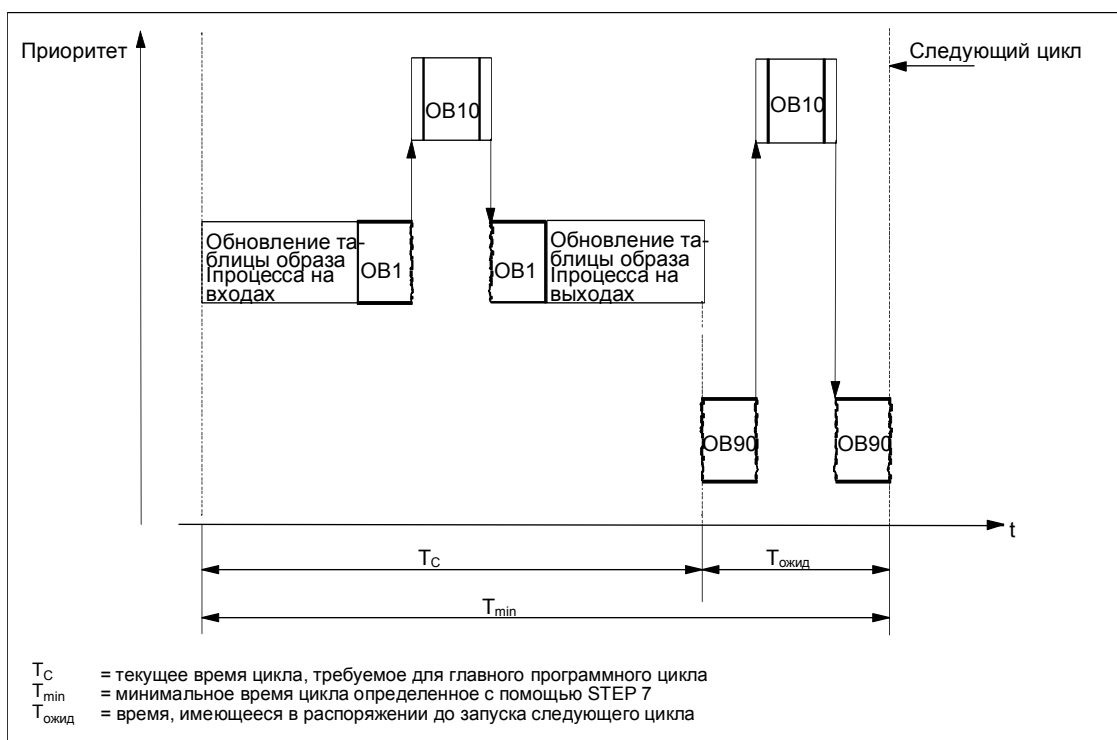 Приоритет
Следующий цикл
OB10
OB10
Обновление та-
блицы образа
Iпроцесса на
входах
OB1
OB1
Обновление та-
блицы образа
Iпроцесса на
выходах
OB90
OB90
t
TC
Tожид
Tmin
TC = текущее время цикла, требуемое для главного программного цикла
Tmin = минимальное время цикла определенное с помощью STEP 7
Tожид = время, имеющееся в распоряжении до запуска следующего цикла